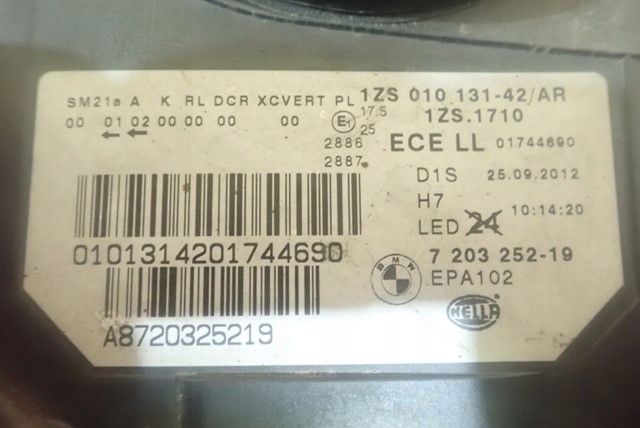 SM21a A K RL DCR XCVERT PL
00 01 02 00 00 00 00 E1 17.5
25
2886
2887
1ZS 010 131-42/AR
1ZS.1710
ECE LL 01744690
D1S 25.09.2012
H7
LED 24 10:14:20
0101314201744690
BMW
7 203 252-19
EPA102
HELLA
A8720325219